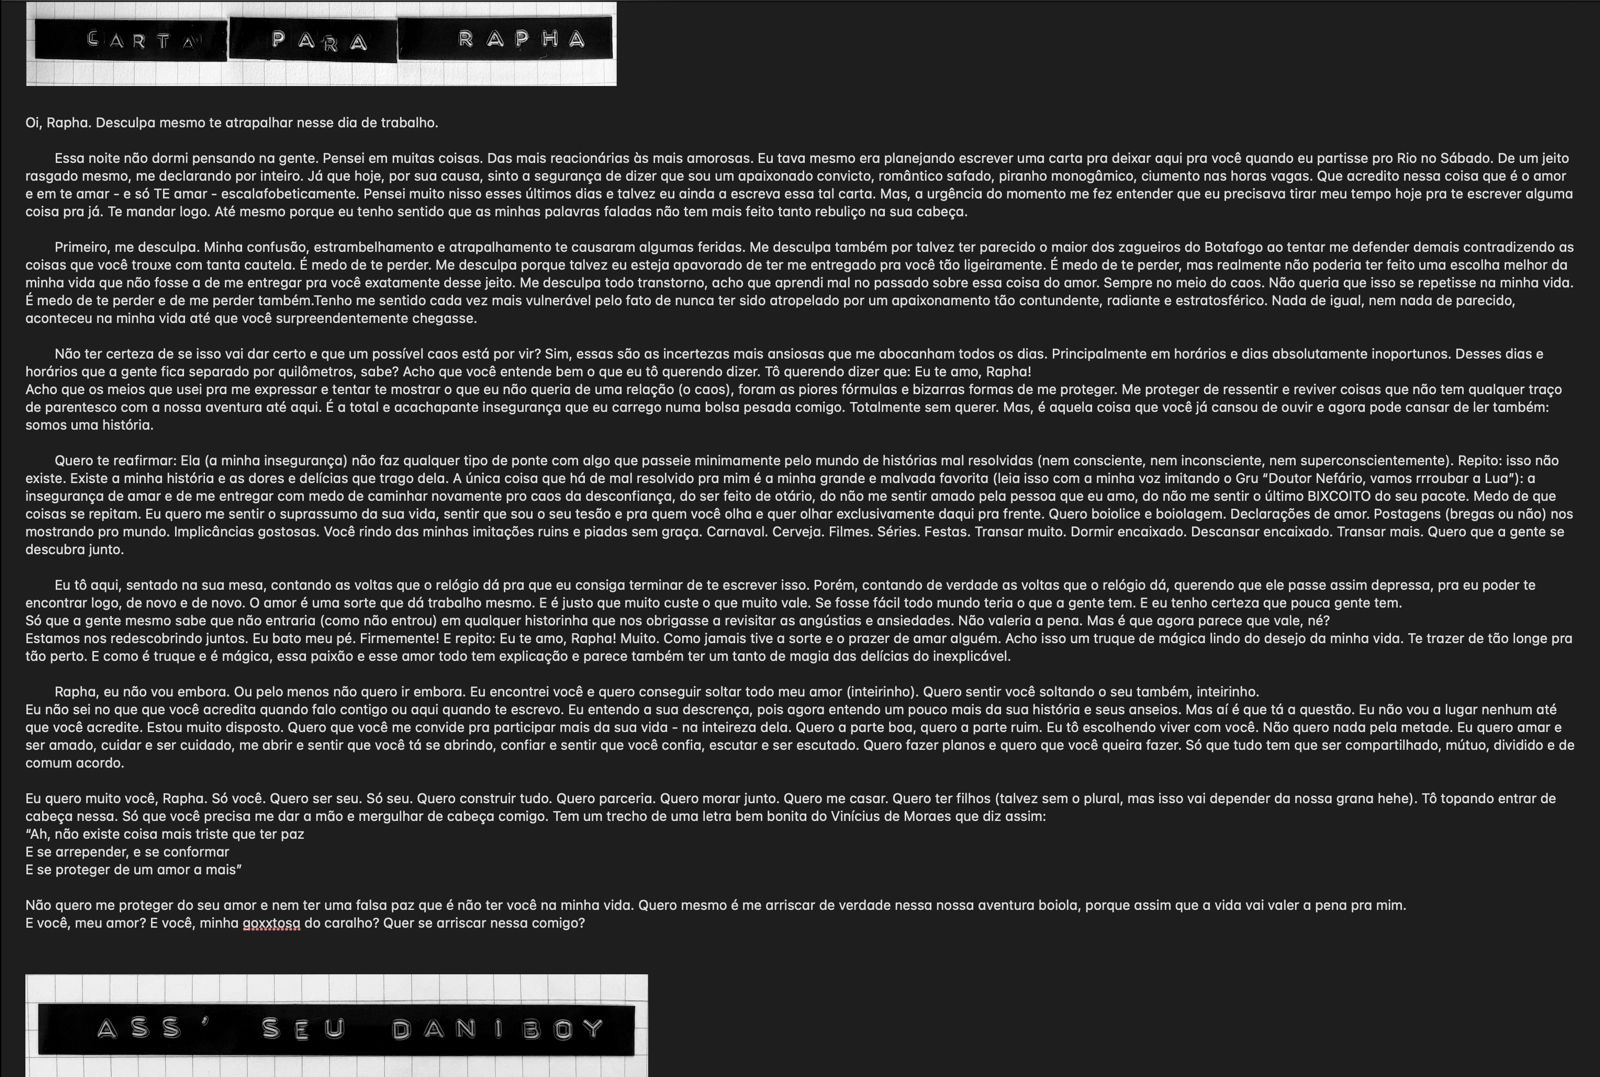 CARTA PARA RAPHA
Oi, Rapha. Desculpa mesmo te atrapalhar nesse dia de trabalho.
Essa noite não dormi pensando na gente. Pensei em muitas coisas. Das mais reacionárias às mais amorosas. Eu tava mesmo era planejando escrever uma carta pra deixar aqui pra você quando eu partisse pro Rio no Sábado. De um jeito
rasgado mesmo, me declarando por inteiro. Já que hoje, por sua causa, sinto a segurança de dizer que sou um apaixonado convicto, romântico safado, piranho monogâmico, ciumento nas horas vagas. Que acredito nessa coisa que é o amor
e em te amar - e só TE amar - escalafobeticamente. Pensei muito nisso esses últimos dias e talvez eu ainda a escreva essa tal carta. Mas, a urgência do momento me fez entender que eu precisava tirar meu tempo hoje pra te escrever alguma
coisa pra já. Te mandar logo. Até mesmo porque eu tenho sentido que as minhas palavras faladas não tem mais feito tanto rebuliço na sua cabeça.
Primeiro, me desculpa. Minha confusão, estrambelhamento e atrapalhamento te causaram algumas feridas. Me desculpa também por talvez ter parecido o maior dos zagueiros do Botafogo ao tentar me defender demais contradizendo as
coisas que você trouxe com tanta cautela. É medo de te perder. Me desculpa porque talvez eu esteja apavorado de ter me entregado pra você tão ligeiramente. É medo de te perder, mas realmente não poderia ter feito uma escolha melhor da
minha vida que não fosse a de me entregar pra você exatamente desse jeito. Me desculpa todo transtorno, acho que aprendi mal no passado sobre essa coisa do amor. Sempre no meio do caos. Não queria que isso se repetisse na minha vida.
É medo de te perder e de me perder também.Tenho me sentido cada vez mais vulnerável pelo fato de nunca ter sido atropelado por um apaixonamento tão contundente, radiante e estratosférico. Nada de igual, nem nada de parecido,
aconteceu na minha vida até que você surpreendentemente chegasse.
Não ter certeza de se isso vai dar certo e que um possível caos está por vir? Sim, essas são as incertezas mais ansiosas que me abocanham todos os dias. Principalmente em horários e dias absolutamente inoportunos. Desses dias e
horários que a gente fica separado por quilômetros, sabe? Acho que você entende bem o que eu tô querendo dizer. Tô querendo dizer que: Eu te amo, Rapha!
Acho que os meios que usei pra me expressar e tentar te mostrar o que eu não queria de uma relação (o caos), foram as piores fórmulas e bizarras formas de me proteger. Me proteger de ressentir e reviver coisas que não tem qualquer traço
de parentesco com a nossa aventura até aqui. É a total e acachapante insegurança que eu carrego numa bolsa pesada comigo. Totalmente sem querer. Mas, é aquela coisa que você já cansou de ouvir e agora pode cansar de ler também:
somos uma história.
Quero te reafirmar: Ela (a minha insegurança) não faz qualquer tipo de ponte com algo que passeie minimamente pelo mundo de histórias mal resolvidas (nem consciente, nem inconsciente, nem superconscientemente). Repito: isso não
existe. Existe a minha história e as dores e delícias que trago dela. A única coisa que há de mal resolvido pra mim é a minha grande e malvada favorita (leia isso com a minha voz imitando o Gru “Doutor Nefário, vamos rrroubar a Lua”): a
insegurança de amar e de me entregar com medo de caminhar novamente pro caos da desconfiança, do ser feito de otário, do não me sentir amado pela pessoa que eu amo, do não me sentir o último BIXCOITO do seu pacote. Medo de que
coisas se repitam. Eu quero me sentir o suprassumo da sua vida, sentir que sou o seu tesão e pra quem você olha e quer olhar exclusivamente daqui pra frente. Quero boiolice e boiolagem. Declarações de amor. Postagens (bregas ou não) nos
mostrando pro mundo. Implicâncias gostosas. Você rindo das minhas imitações ruins e piadas sem graça. Carnaval. Cerveja. Filmes. Séries. Festas. Transar muito. Dormir encaixado. Descansar encaixado. Transar mais. Quero que a gente se
descubra junto.
Eu tô aqui, sentado na sua mesa, contando as voltas que o relógio dá pra que eu consiga terminar de te escrever isso. Porém, contando de verdade as voltas que o relógio dá, querendo que ele passe assim depressa, pra eu poder te
encontrar logo, de novo e de novo. O amor é uma sorte que dá trabalho mesmo. E é justo que muito custe o que muito vale. Se fosse fácil todo mundo teria o que a gente tem. E eu tenho certeza que pouca gente tem.
Só que a gente mesmo sabe que não entraria (como não entrou) em qualquer historinha que nos obrigasse a revisitar as angústias e ansiedades. Não valeria a pena. Mas é que agora parece que vale, né?
Estamos nos redescobrindo juntos. Eu bato meu pé. Firmemente! E repito: Eu te amo, Rapha! Muito. Como jamais tive a sorte e o prazer de amar alguém. Acho isso um truque de mágica lindo do desejo da minha vida. Te trazer de tão longe pra
tão perto. E como é truque e é mágica, essa paixão e esse amor todo tem explicação e parece também ter um tanto de magia das delícias do inexplicável.
Rapha, eu não vou embora. Ou pelo menos não quero ir embora. Eu encontrei você e quero conseguir soltar todo meu amor (inteirinho). Quero sentir você soltando o seu também, inteirinho.
Eu não sei no que que você acredita quando falo contigo ou aqui quando te escrevo. Eu entendo a sua descrença, pois agora entendo um pouco mais da sua história e seus anseios. Mas aí é que tá a questão. Eu não vou a lugar nenhum até
que você acredite. Estou muito disposto. Quero que você me convide pra participar mais da sua vida - na inteireza dela. Quero a parte boa, quero a parte ruim. Eu tô escolhendo viver com você. Não quero nada pela metade. Eu quero amar e
ser amado, cuidar e ser cuidado, me abrir e sentir que você tá se abrindo, confiar e sentir que você confia, escutar e ser escutado. Quero fazer planos e quero que você queira fazer. Só que tudo tem que ser compartilhado, mútuo, dividido e de
comum acordo.
Eu quero muito você, Rapha. Só você. Quero ser seu. Só seu. Quero construir tudo. Quero parceria. Quero morar junto. Quero me casar. Quero ter filhos (talvez sem o plural, mas isso vai depender da nossa grana hehe). Tô topando entrar de
cabeça nessa. Só que você precisa me dar a mão e mergulhar de cabeça comigo. Tem um trecho de uma letra bem bonita do Vinícius de Moraes que diz assim:
“Ah, não existe coisa mais triste que ter paz
E se arrepender, e se conformar
E se proteger de um amor a mais”
Não quero me proteger do seu amor e nem ter uma falsa paz que é não ter você na minha vida. Quero mesmo é me arriscar de verdade nessa nossa aventura boiola, porque assim que a vida vai valer a pena pra mim.
E você, meu amor? E você, minha goxxtosa do caralho? Quer se arriscar nessa comigo?
ASS' SEU DANIBOY